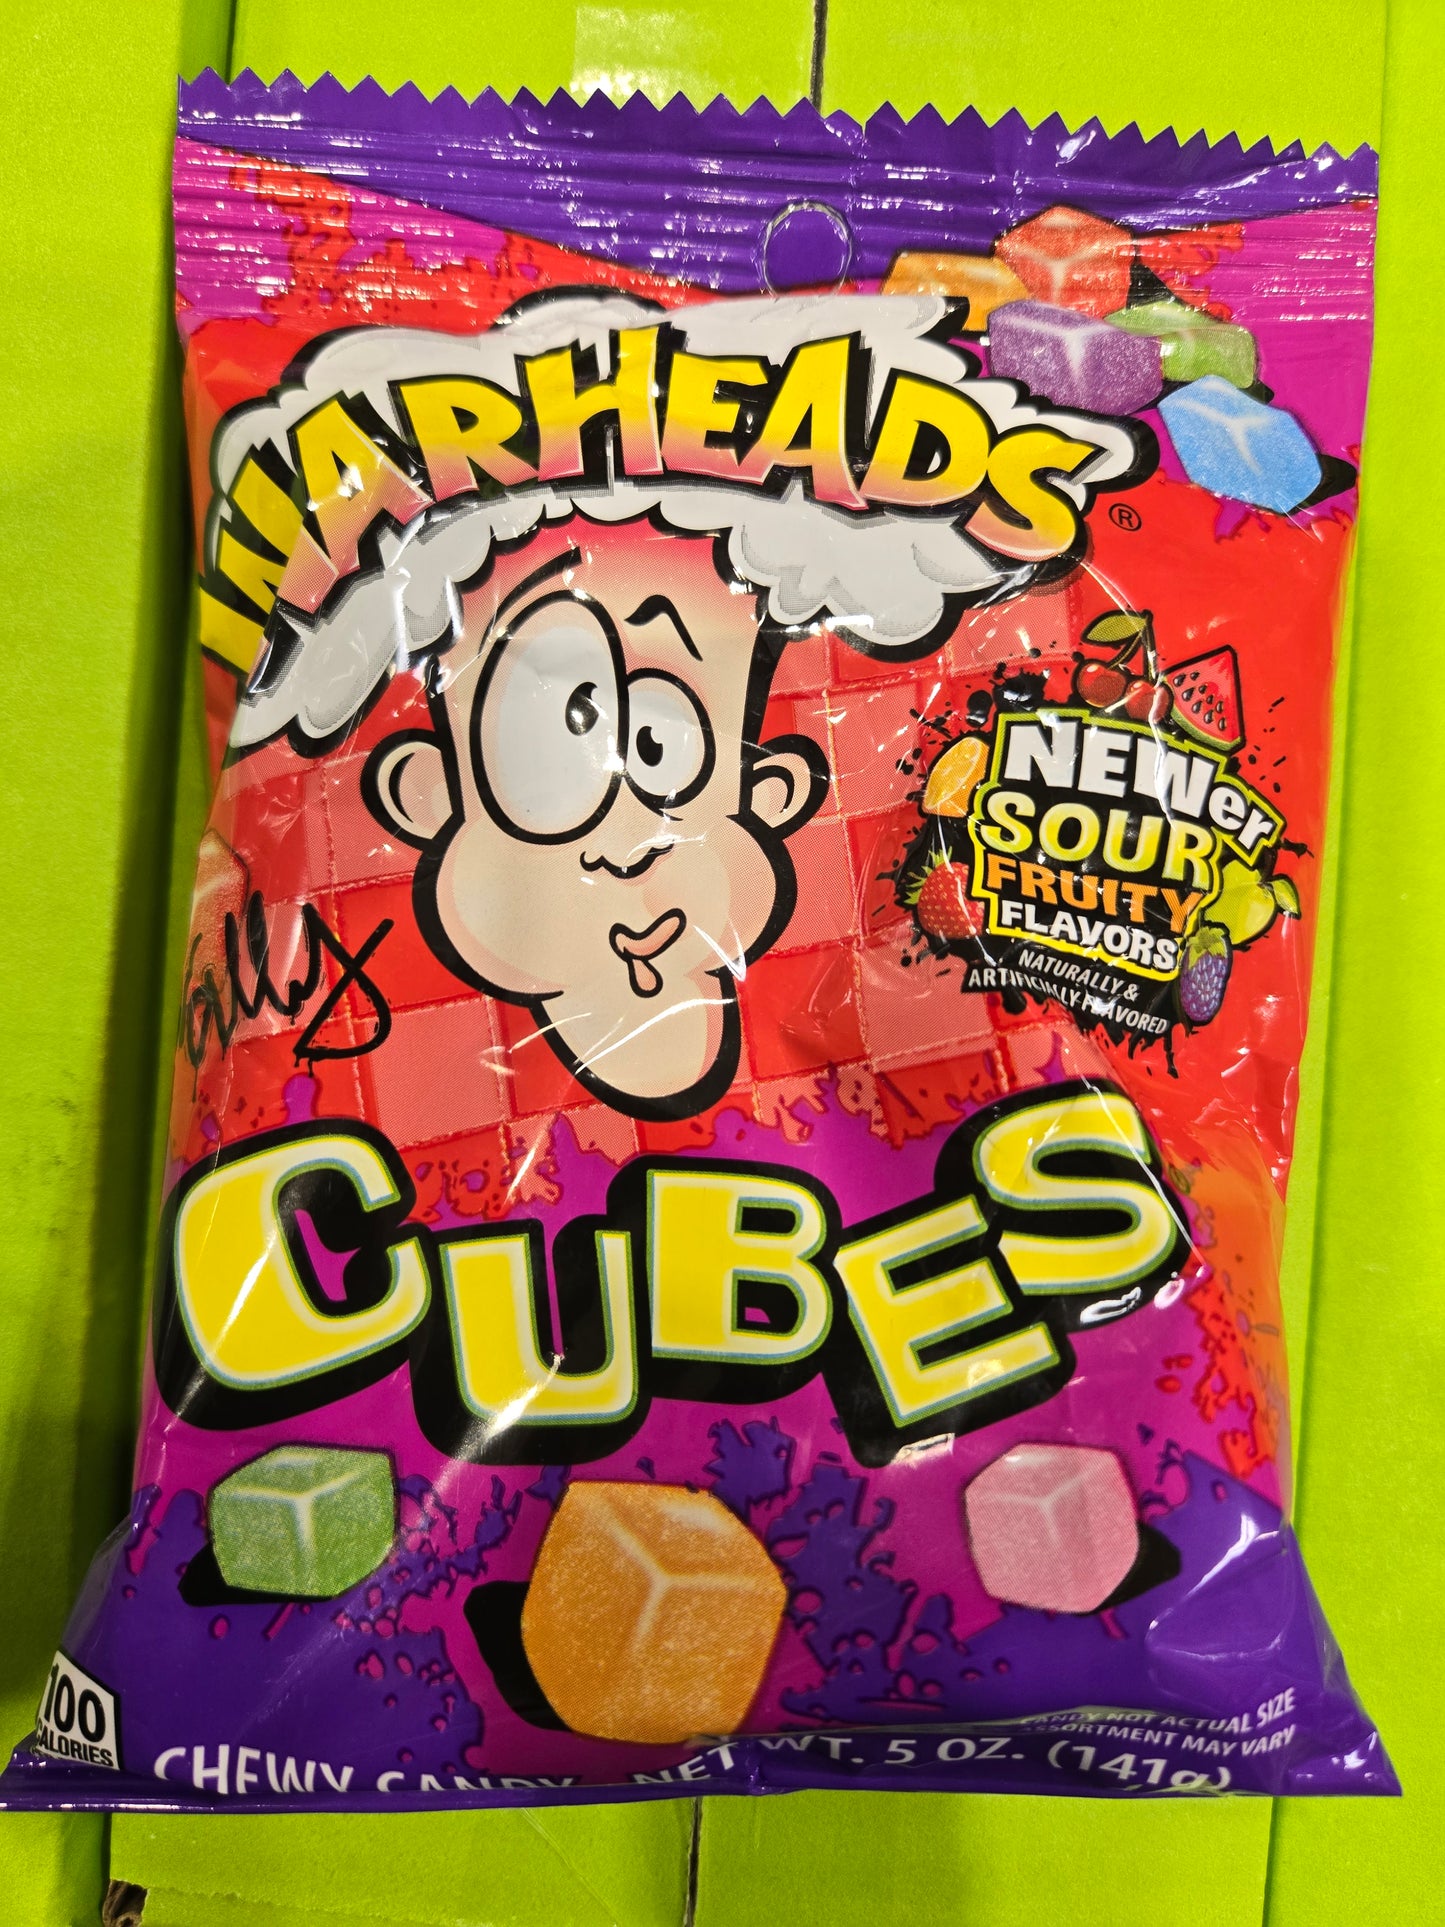 WARHEADS
®
NEWer
SOUR
FRUITY
FLAVORS
NATURALLY &
ARTIFICIALLY FLAVORED
Wally
CUBES
100
CALORIES
CHEWY CANDY NET WT. 5 OZ. (141g)
CANDY NOT ACTUAL SIZE
ASSORTMENT MAY VARY